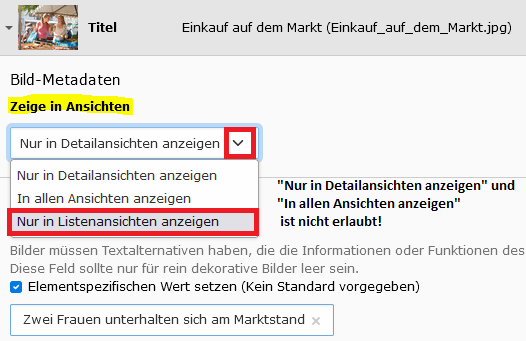 Titel Einkauf auf dem Markt (Einkauf_auf_dem_Markt.jpg)
Bild-Metadaten
Zeige in Ansichten
Nur in Detailansichten anzeigen
Nur in Detailansichten anzeigen
In allen Ansichten anzeigen
Nur in Listenansichten anzeigen
"Nur in Detailansichten anzeigen" und
"In allen Ansichten anzeigen"
ist nicht erlaubt!
Bilder müssen Textalternativen haben, die die Informationen oder Funktionen des
Diese Feld sollte nur für rein dekorative Bilder leer sein.
Elementspezifischen Wert setzen (Kein Standard vorgegeben)
Zwei Frauen unterhalten sich am Marktstand ×